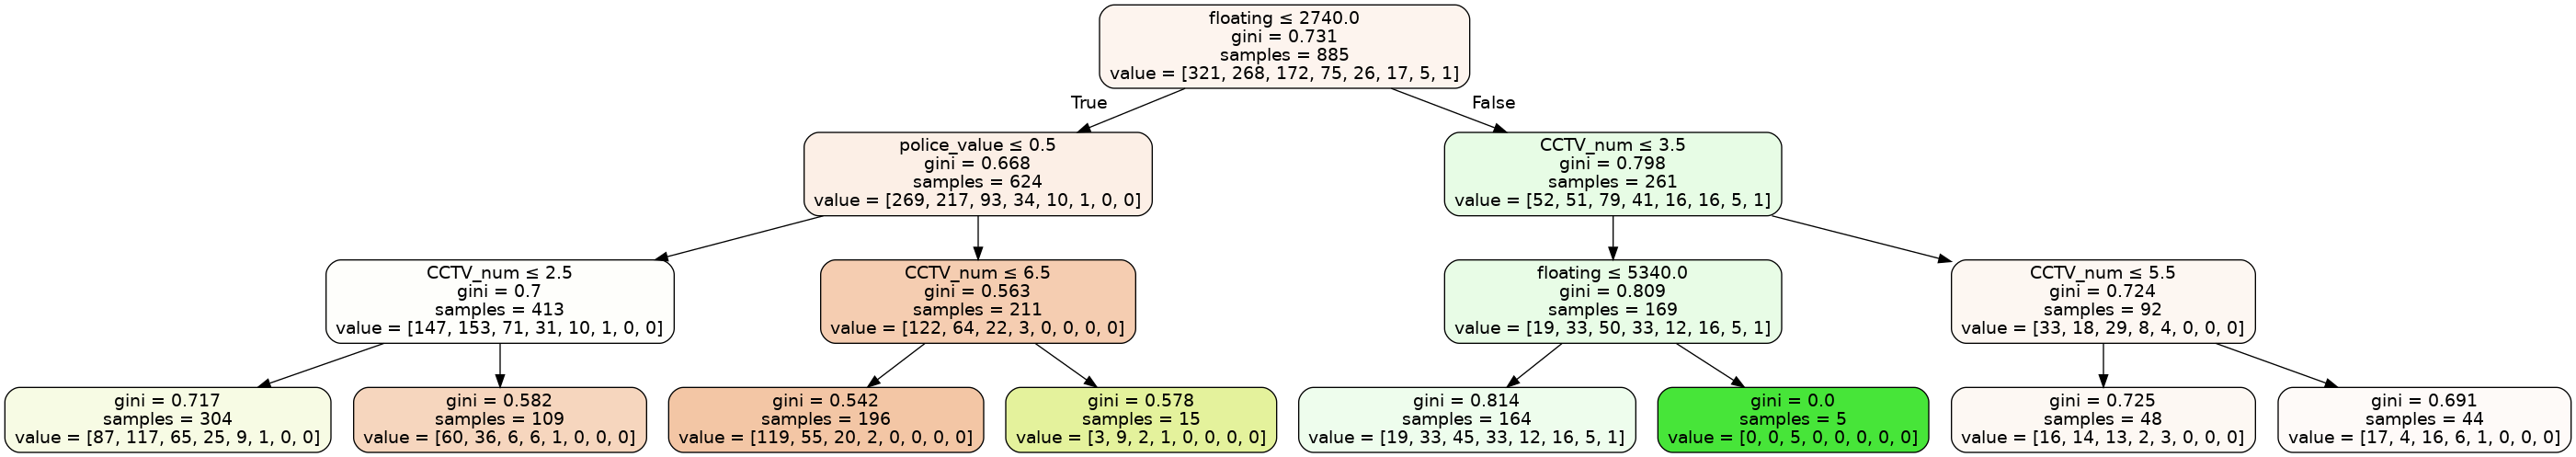 floating ≤ 2740.0
gini = 0.731
samples = 885
value = [321, 268, 172, 75, 26, 17, 5, 1]
True
False
police_value ≤ 0.5
gini = 0.668
samples = 624
value = [269, 217, 93, 34, 10, 1, 0, 0]
CCTV_num ≤ 3.5
gini = 0.798
samples = 261
value = [52, 51, 79, 41, 16, 16, 5, 1]
CCTV_num ≤ 2.5
gini = 0.7
samples = 413
value = [147, 153, 71, 31, 10, 1, 0, 0]
CCTV_num ≤ 6.5
gini = 0.563
samples = 211
value = [122, 64, 22, 3, 0, 0, 0, 0]
floating ≤ 5340.0
gini = 0.809
samples = 169
value = [19, 33, 50, 33, 12, 16, 5, 1]
CCTV_num ≤ 5.5
gini = 0.724
samples = 92
value = [33, 18, 29, 8, 4, 0, 0, 0]
gini = 0.717
samples = 304
value = [87, 117, 65, 25, 9, 1, 0, 0]
gini = 0.582
samples = 109
value = [60, 36, 6, 6, 1, 0, 0, 0]
gini = 0.542
samples = 196
value = [119, 55, 20, 2, 0, 0, 0, 0]
gini = 0.578
samples = 15
value = [3, 9, 2, 1, 0, 0, 0, 0]
gini = 0.814
samples = 164
value = [19, 33, 45, 33, 12, 16, 5, 1]
gini = 0.0
samples = 5
value = [0, 0, 5, 0, 0, 0, 0, 0]
gini = 0.725
samples = 48
value = [16, 14, 13, 2, 3, 0, 0, 0]
gini = 0.691
samples = 44
value = [17, 4, 16, 6, 1, 0, 0, 0]